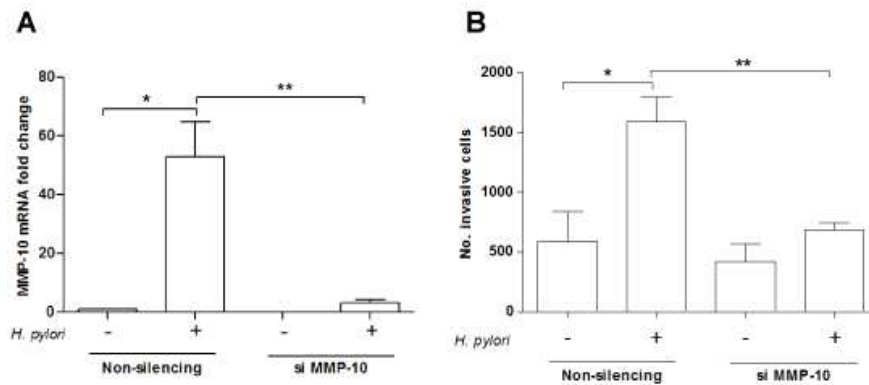 A
MMP-10 mRNA fold change
80
60
40
20
0
*
**
H. pylori
-
+
-
+
Non-silencing
si MMP-10
B
No. invasive cells
2000
1500
1000
500
0
*
**
H. pylori
-
+
-
+
Non-silencing
si MMP-10